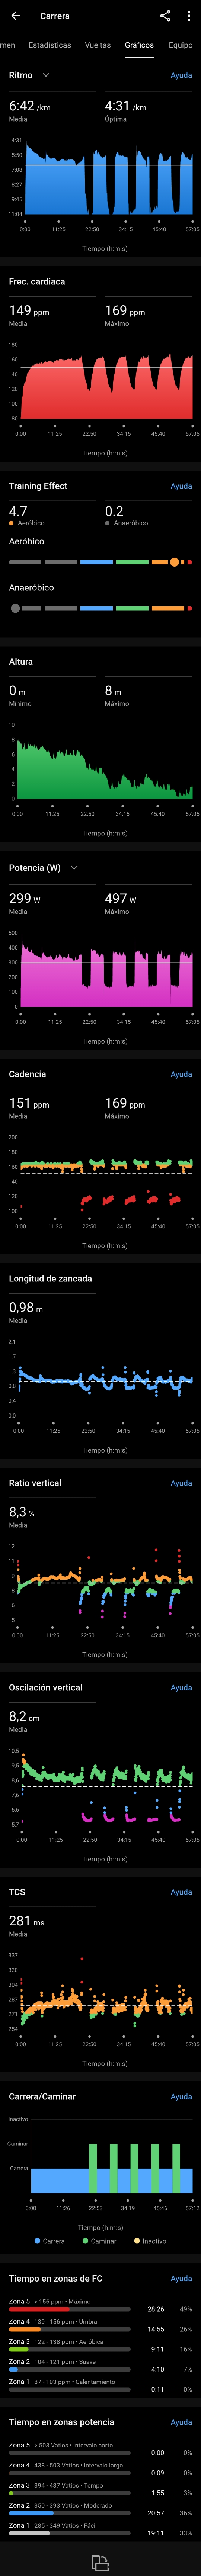 Carrera
men Estadísticas Vueltas Gráficos Equipo
Ritmo Ayuda
6:42 /km 4:31 /km
Media Óptima
4:31
5:50
7:08
8:27
9:45
11:04
0:00 11:25 22:50 34:15 45:40 57:05
Tiempo (h:m:s)
Frec. cardiaca
149 ppm 169 ppm
Media Máximo
180
160
140
120
100
80
0:00 11:25 22:50 34:15 45:40 57:05
Tiempo (h:m:s)
Training Effect Ayuda
4.7 0.2
Aeróbico Anaeróbico
Aeróbico
Anaeróbico
Altura
0 m 8 m
Mínimo Máximo
10
8
6
4
2
0
0:00 11:25 22:50 34:15 45:40 57:05
Tiempo (h:m:s)
Potencia (W)
299 W 497 W
Media Máximo
500
400
300
200
100
0
0:00 11:25 22:50 34:15 45:40 57:05
Tiempo (h:m:s)
Cadencia Ayuda
151 ppm 169 ppm
Media Máximo
200
180
160
140
120
100
0:00 11:25 22:50 34:15 45:40 57:05
Tiempo (h:m:s)
Longitud de zancada
0,98 m
Media
2,1
1,7
1,3
0,8
0,4
0,0
0:00 11:25 22:50 34:15 45:40 57:05
Tiempo (h:m:s)
Ratio vertical Ayuda
8,3 %
Media
12
11
9
8
6
5
0:00 11:25 22:50 34:15 45:40 57:05
Tiempo (h:m:s)
Oscilación vertical Ayuda
8,2 cm
Media
10,5
9,5
8,6
7,6
6,6
5,7
0:00 11:25 22:50 34:15 45:40 57:05
Tiempo (h:m:s)
TCS Ayuda
281 ms
Media
337
320
304
287
271
254
0:00 11:25 22:50 34:15 45:40 57:05
Tiempo (h:m:s)
Carrera/Caminar Ayuda
Inactivo
Caminar
Carrera
0:00 11:26 22:53 34:19 45:46 57:12
Tiempo (h:m:s)
Carrera Caminar Inactivo
Tiempo en zonas de FC Ayuda
Zona 5 > 156 ppm • Máximo
28:26 49%
Zona 4 139 - 156 ppm • Umbral
14:55 26%
Zona 3 122 - 138 ppm • Aeróbica
9:11 16%
Zona 2 104 - 121 ppm • Suave
4:10 7%
Zona 1 87 - 103 ppm • Calentamiento
0:11 0%
Tiempo en zonas potencia Ayuda
Zona 5 > 503 Vatios • Intervalo corto
0:00 0%
Zona 4 438 - 503 Vatios • Intervalo largo
0:09 0%
Zona 3 394 - 437 Vatios • Tempo
1:55 3%
Zona 2 350 - 393 Vatios • Moderado
20:57 36%
Zona 1 285 - 349 Vatios • Fácil
19:11 33%